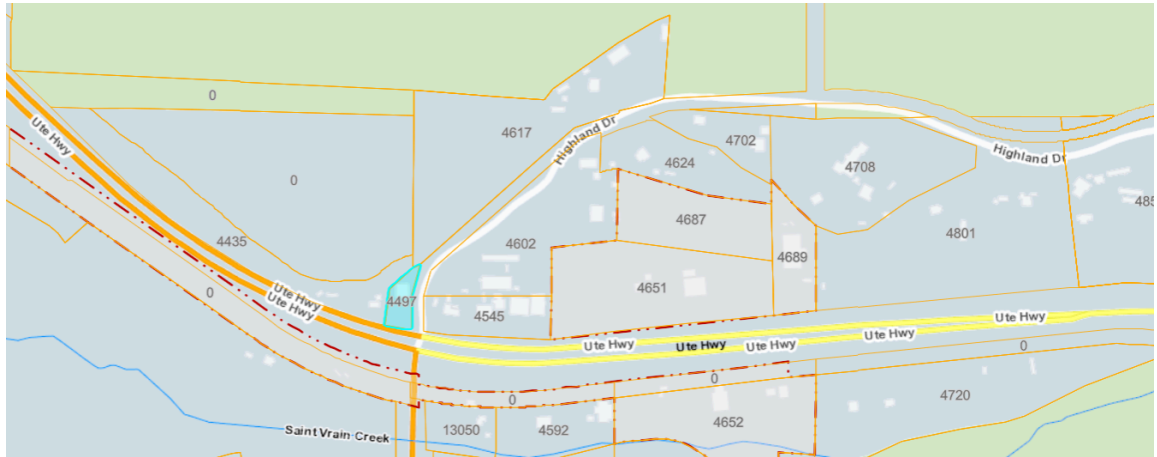 0
4617
Highland Dr
4702
Ute Hwy
4624
4708
Highland Dr
0
485
4687
4435
4602
4689
4801
4651
0
Ute Hwy
Ute Hwy
4497
4545
Ute Hwy
Ute Hwy
Ute Hwy
Ute Hwy
Ute Hwy
0
0
0
4720
Saint Vrain Creek
13050
4592
4652